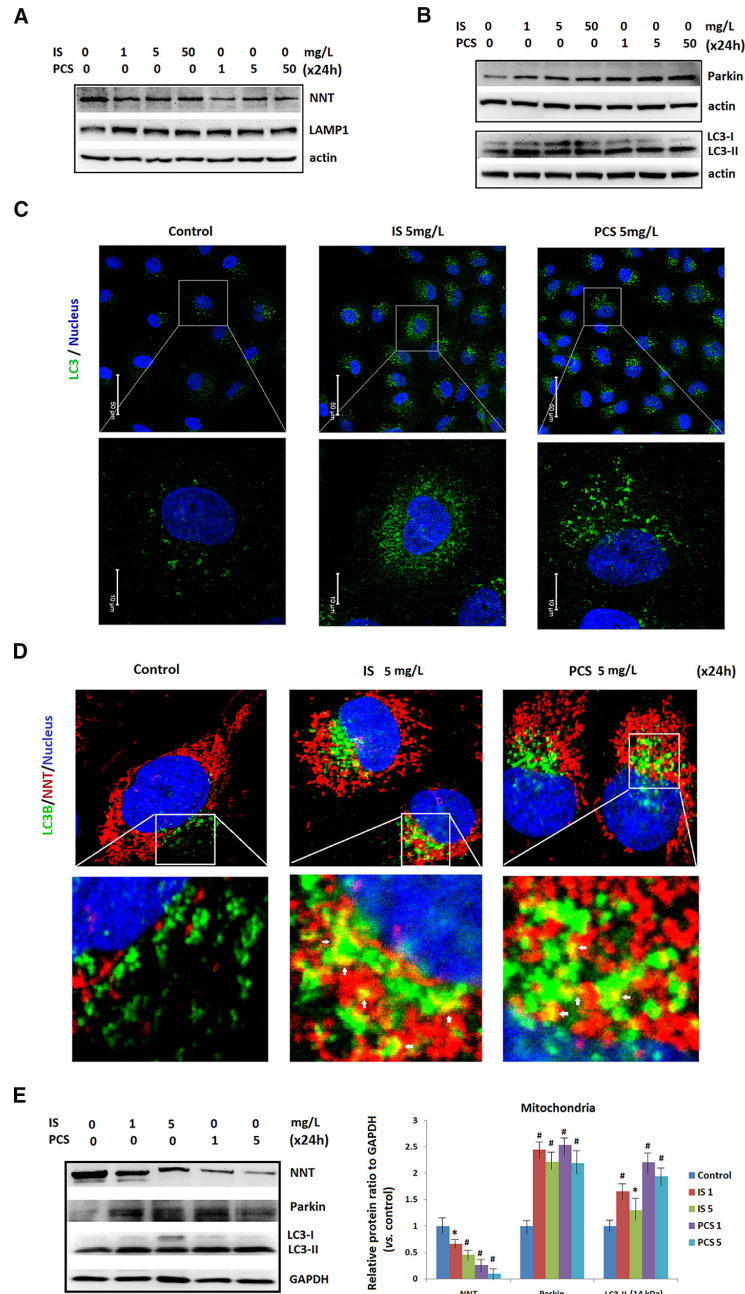 A
IS 0 1 5 50 0 0 0 mg/L
PCS 0 0 0 0 1 5 50 (x24h)
NNT
LAMP1
actin
B
IS 0 1 5 50 0 0 0 mg/L
PCS 0 0 0 0 1 5 50 (x24h)
Parkin
actin
LC3-I
LC3-II
actin
C
Control IS 5mg/L PCS 5mg/L
LC3 / Nucleus
50 μm
50 μm
50 μm
10 μm
10 μm
10 μm
D
Control IS 5 mg/L PCS 5 mg/L (x24h)
LC3B/NNT/Nucleus
E
IS 0 1 5 0 0 mg/L
PCS 0 0 0 1 5 (x24h)
NNT
Parkin
LC3-I
LC3-II
GAPDH
Mitochondria
Relative protein ratio to GAPDH
(vs. control)
3
2.5
2
1.5
1
0.5
0
* # # #
# # # #
# * # #
NNT Parkin LC3-II (14 kDa)
Control
IS 1
IS 5
PCS 1
PCS 5